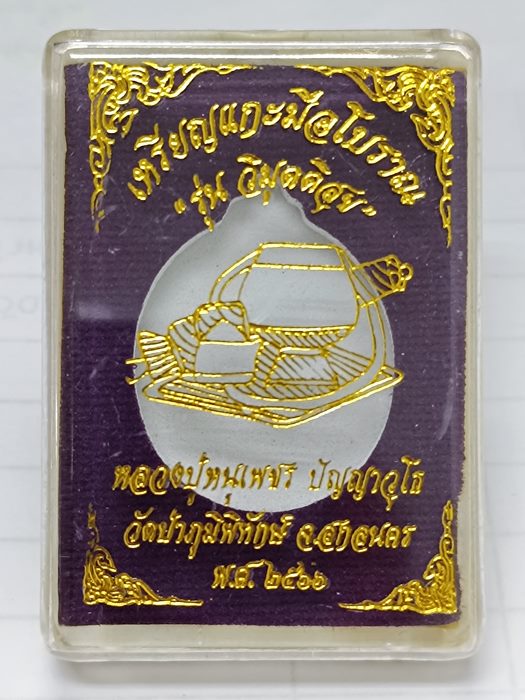 เหรียญแกะมือโบราณ
"รุ่น วิมุตติสุข"
หลวงปู่หนูเพชร ปัญญาวุโธ
วัดป่าภูมิพิทักษ์ จ.สกลนคร
พ.ศ. ๒๕๖๖